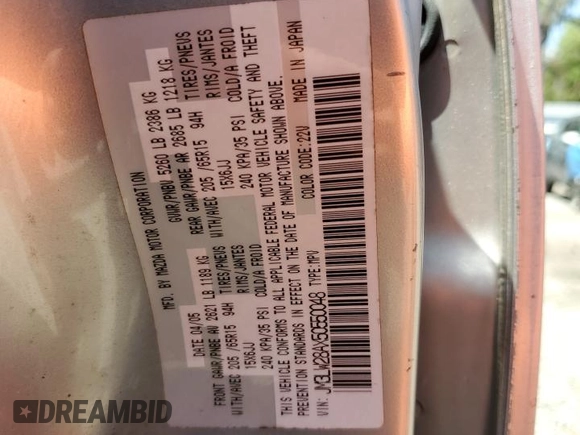 MFD. BY MAZDA MOTOR CORPORATION
DATE 04/05 GVWR/PNBV 5260 LB 2386 KG
FRONT GAWR/PNBE AV 2621 LB 1189 KG REAR GAWR/PNBE AR 2685 LB 1218 KG
WITH/AVEC 205 /65R15 94H TIRES/PNEUS WITH/AVEC 205 /65R15 94H TIRES/PNEUS
15X6JJ RIMS/JANTES 15X6JJ RIMS/JANTES
240 KPA/35 PSI COLD/A FROID 240 KPA/35 PSI COLD/A FROID
THIS VEHICLE CONFORMS TO ALL APPLICABLE FEDERAL MOTOR VEHICLE SAFETY AND THEFT
PREVENTION STANDARDS IN EFFECT ON THE DATE OF MANUFACTURE SHOWN ABOVE.
VIN: JM3LW28AX50550048 TYPE: MPV COLOR CODE: 22V MADE IN JAPAN
DREAMBID